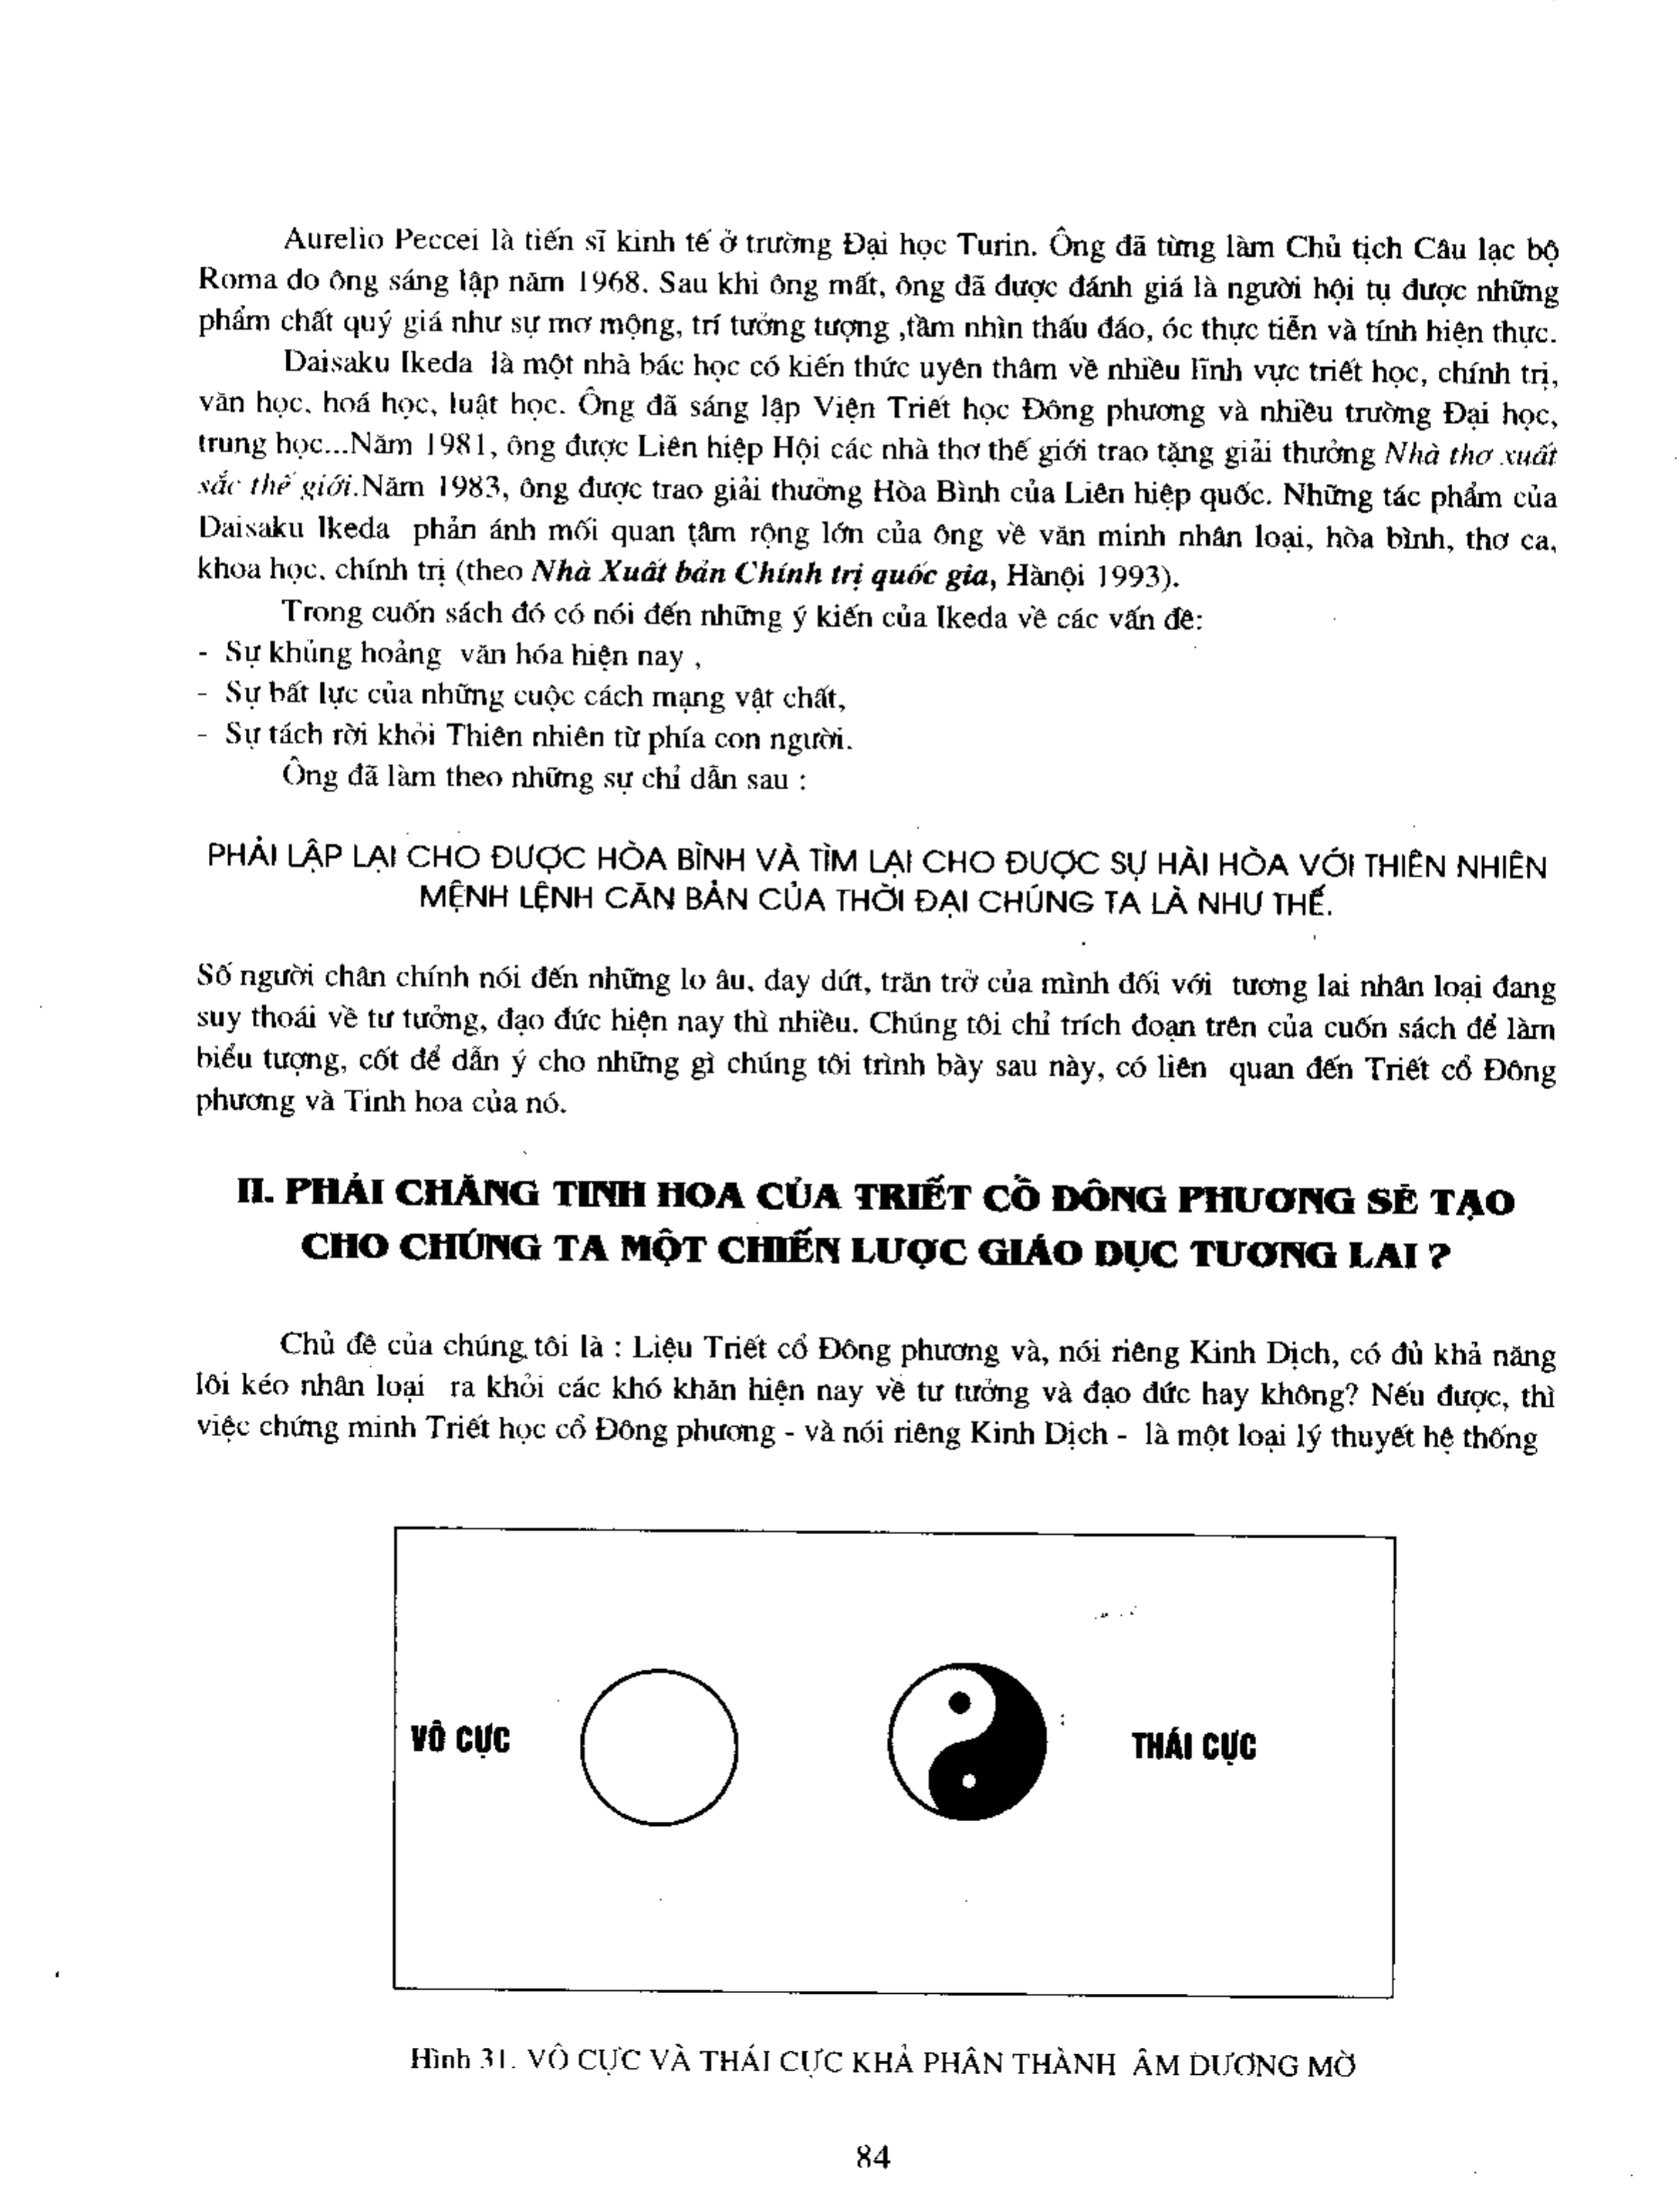 Aurelio Peccei là tiến sĩ kinh tế ở trường Đại học Turin. Ông đã từng làm Chủ tịch Câu lạc bộ
Roma do ông sáng lập năm 1968. Sau khi ông mất, ông đã được đánh giá là người hội tụ được những
phẩm chất quý giá như sự mơ mộng, trí tưởng tượng ,tầm nhìn thấu đáo, óc thực tiễn và tính hiện thực.
Daisaku Ikeda là một nhà bác học có kiến thức uyên thâm về nhiều lĩnh vực triết học, chính trị,
văn học, hoá học, luật học. Ông đã sáng lập Viện Triết học Đông phương và nhiều trường Đại học,
trung học...Năm 1981, ông được Liên hiệp Hội các nhà thơ thế giới trao tặng giải thưởng Nhà thơ xuất
sắc thế giới.Năm 1983, ông được trao giải thưởng Hòa Bình của Liên hiệp quốc. Những tác phẩm của
Daisaku Ikeda phản ánh mối quan tâm rộng lớn của ông về văn minh nhân loại, hòa bình, thơ ca,
khoa học, chính trị (theo Nhà Xuất bản Chính trị quốc gia, Hànội 1993).
Trong cuốn sách đó có nói đến những ý kiến của Ikeda về các vấn đề:
- Sự khủng hoảng văn hóa hiện nay ,
- Sự bất lực của những cuộc cách mạng vật chất,
- Sự tách rời khỏi Thiên nhiên từ phía con người.
Ông đã làm theo những sự chỉ dẫn sau :
PHẢI LẬP LẠI CHO ĐƯỢC HÒA BÌNH VÀ TÌM LẠI CHO ĐƯỢC SỰ HÀI HÒA VỚI THIÊN NHIÊN
MỆNH LỆNH CĂN BẢN CỦA THỜI ĐẠI CHÚNG TA LÀ NHƯ THẾ.
Số người chân chính nói đến những lo âu, day dứt, trăn trở của mình đối với tương lai nhân loại đang
suy thoái về tư tưởng, đạo đức hiện nay thì nhiều. Chúng tôi chỉ trích đoạn trên của cuốn sách để làm
biểu tượng, cốt để dẫn ý cho những gì chúng tôi trình bày sau này, có liên quan đến Triết cổ Đông
phương và Tinh hoa của nó.
II. PHẢI CHĂNG TINH HOA CỦA TRIẾT CỔ ĐÔNG PHƯƠNG SẼ TẠO
CHO CHÚNG TA MỘT CHIẾN LƯỢC GIÁO DỤC TƯƠNG LAI ?
Chủ đề của chúng tôi là : Liệu Triết cổ Đông phương và, nói riêng Kinh Dịch, có đủ khả năng
lôi kéo nhân loại ra khỏi các khó khăn hiện nay về tư tưởng và đạo đức hay không? Nếu được, thì
việc chứng minh Triết học cổ Đông phương - và nói riêng Kinh Dịch - là một loại lý thuyết hệ thống
VÔ CỰC
THÁI CỰC
Hình 31. VÔ CỰC VÀ THÁI CỰC KHẢ PHÂN THÀNH ÂM DƯƠNG MỜ
84